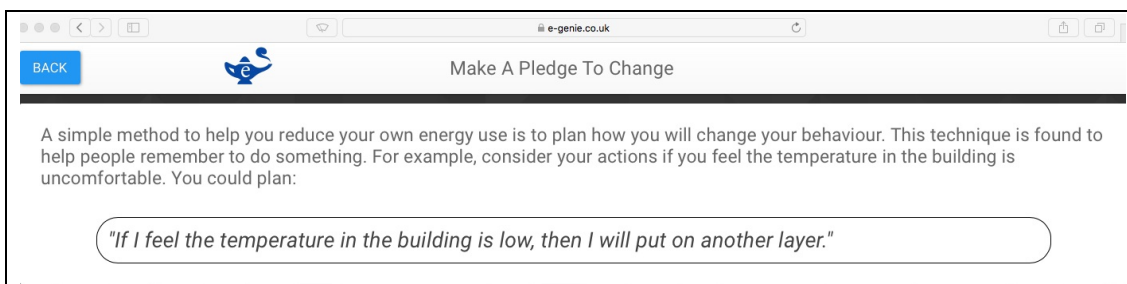 e-genie.co.uk
BACK
e
Make A Pledge To Change
A simple method to help you reduce your own energy use is to plan how you will change your behaviour. This technique is found to
help people remember to do something. For example, consider your actions if you feel the temperature in the building is
uncomfortable. You could plan:
"If I feel the temperature in the building is low, then I will put on another layer."